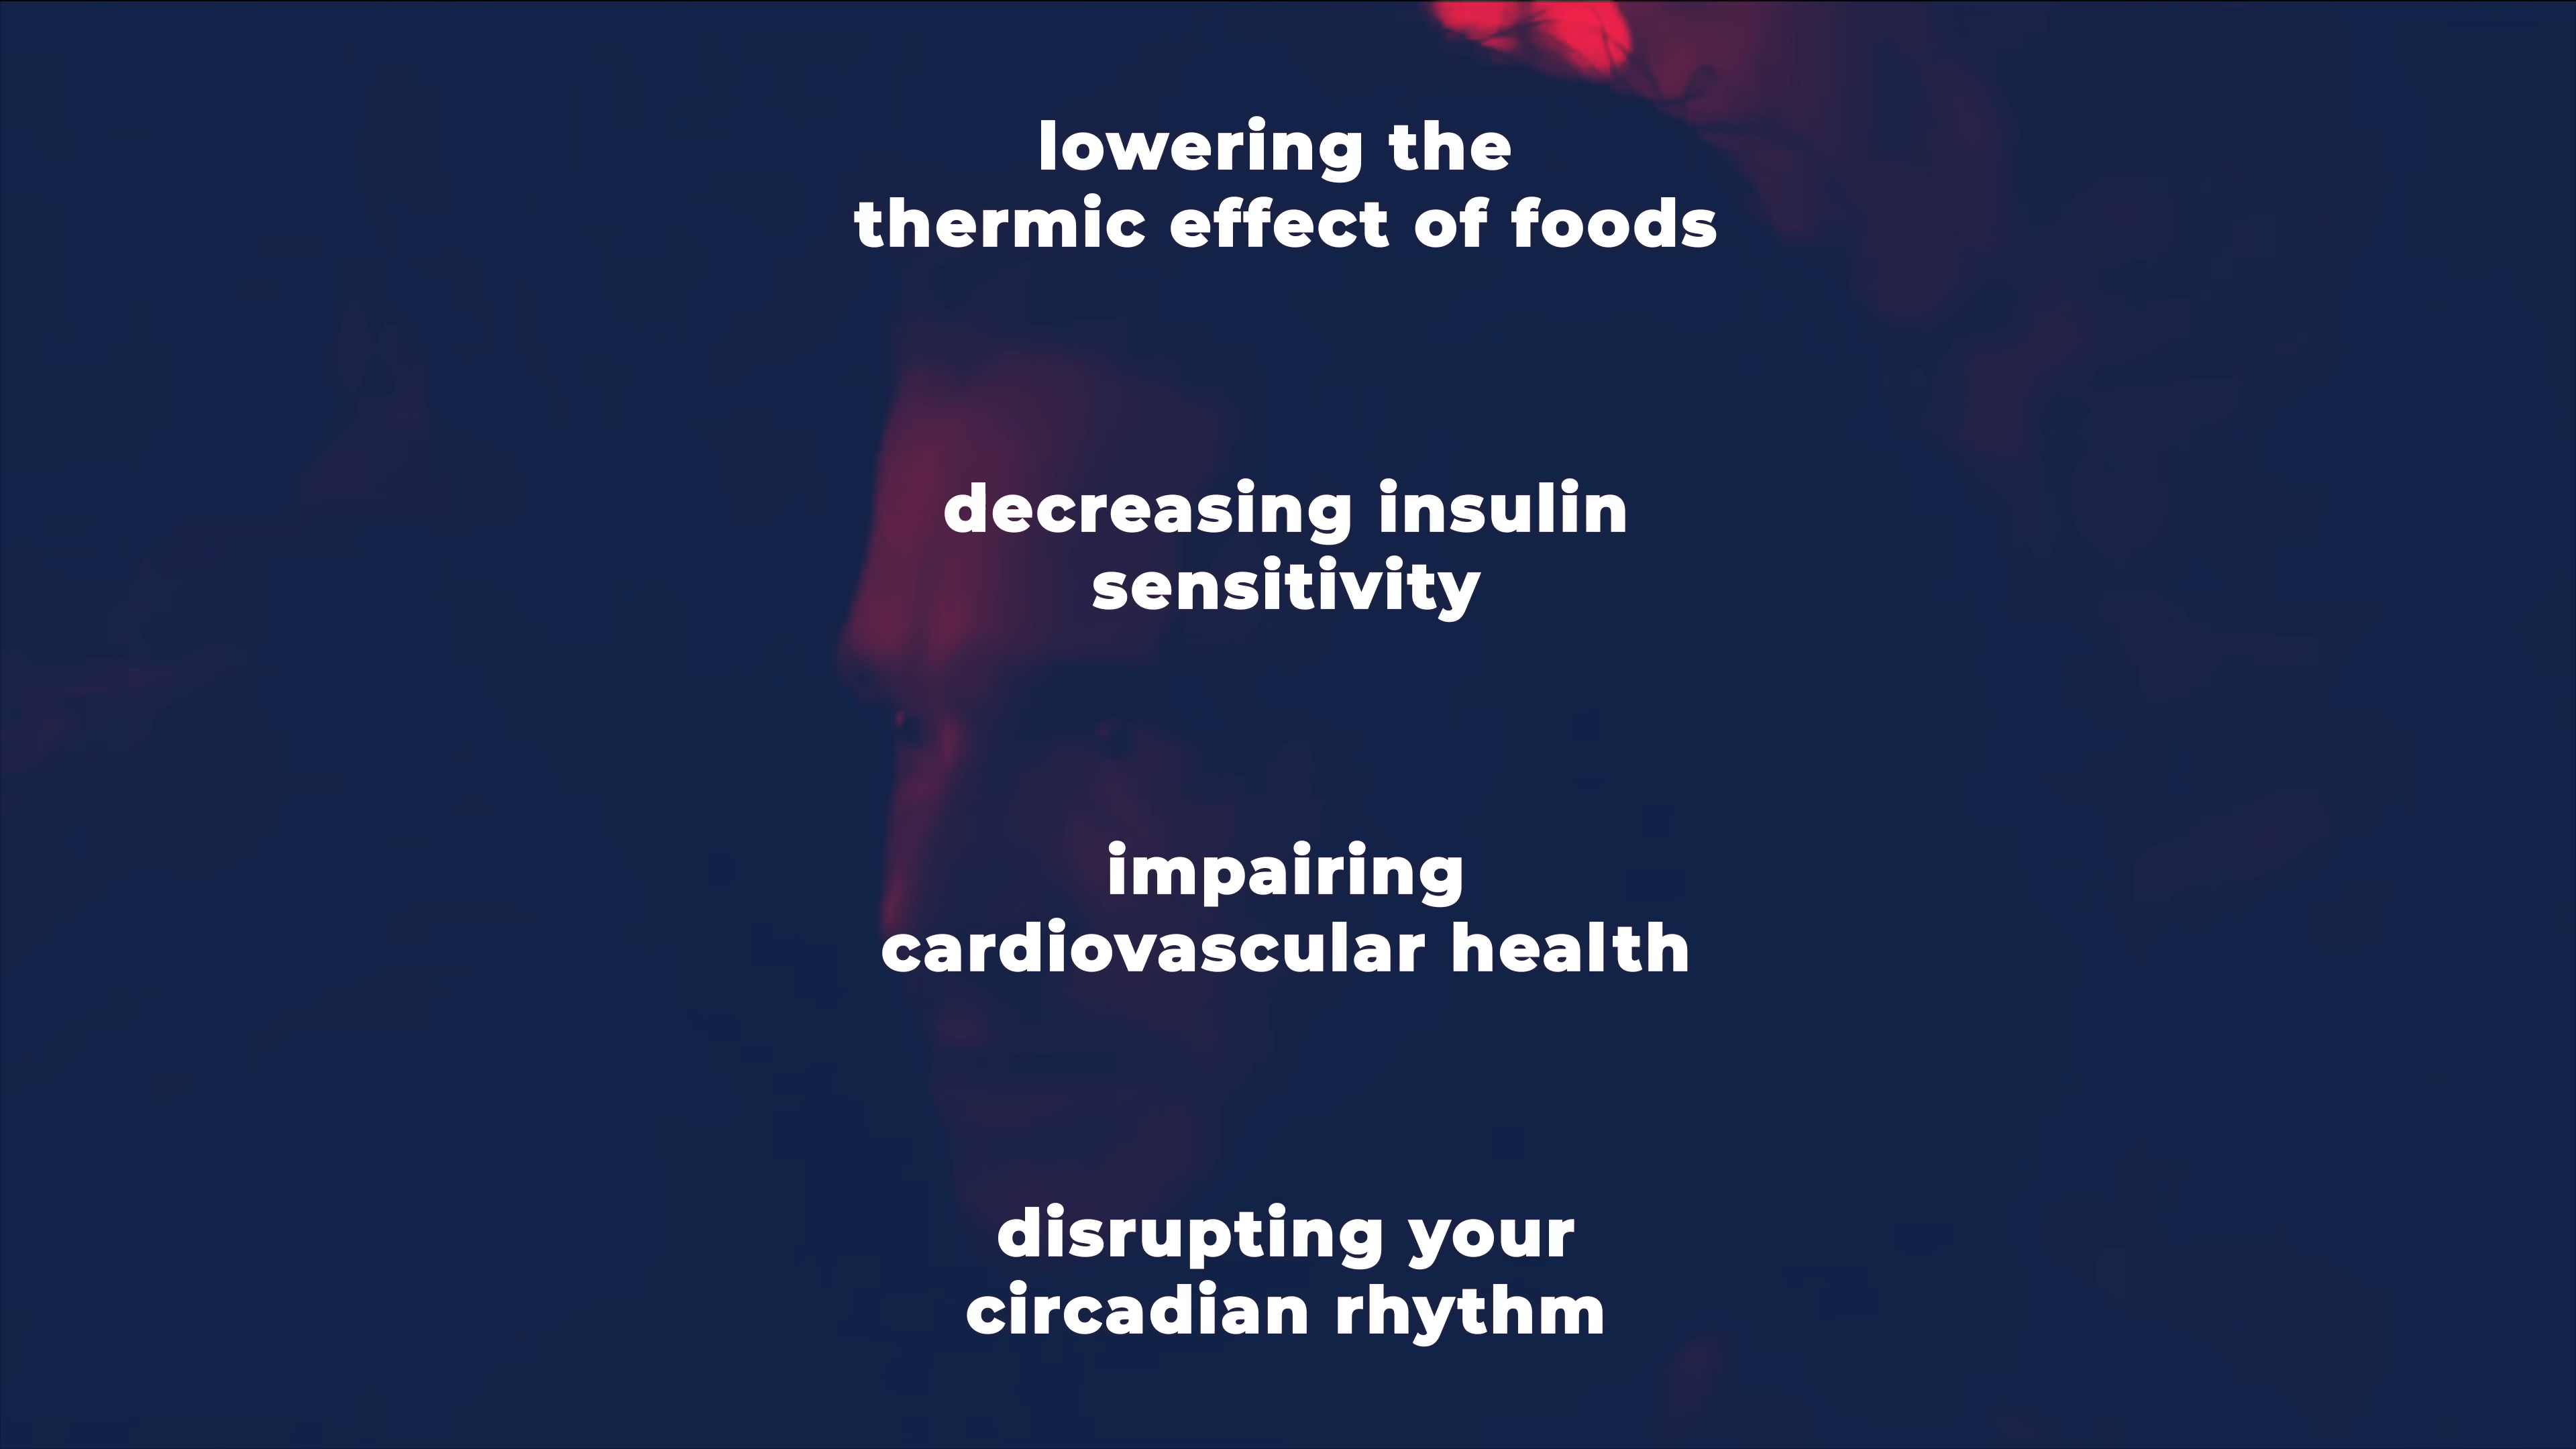 lowering the
thermic effect of foods
decreasing insulin
sensitivity
impairing
cardiovascular health
disrupting your
circadian rhythm